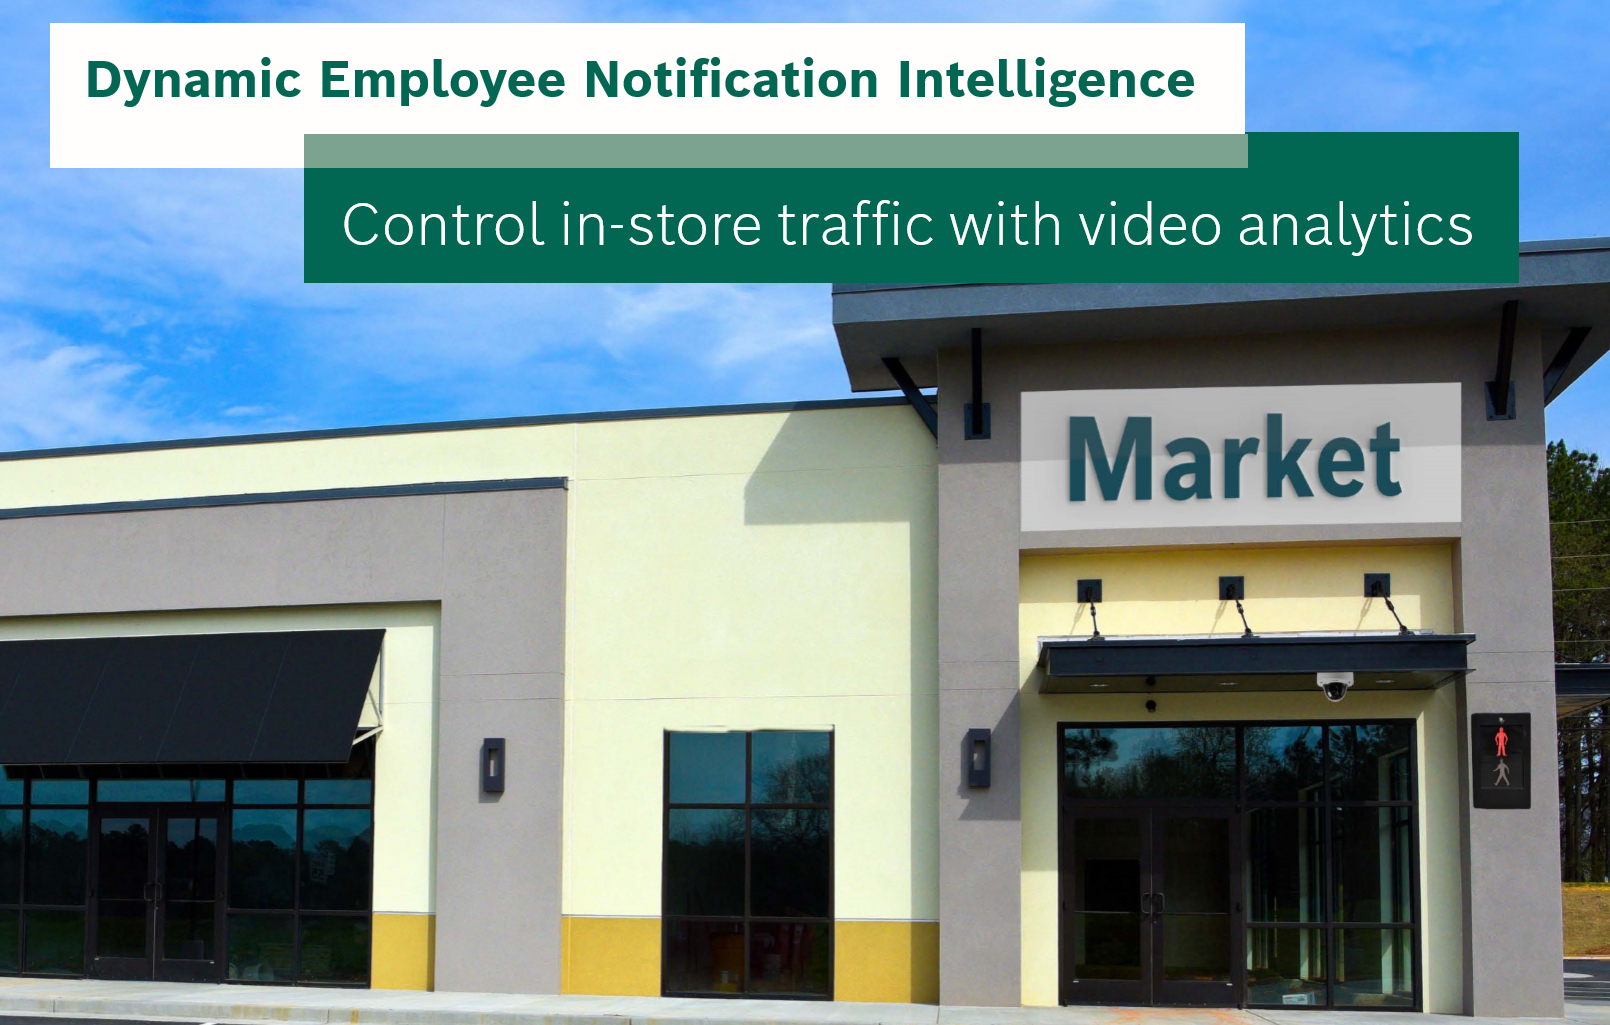 Dynamic Employee Notification Intelligence
Control in-store traffic with video analytics
Market